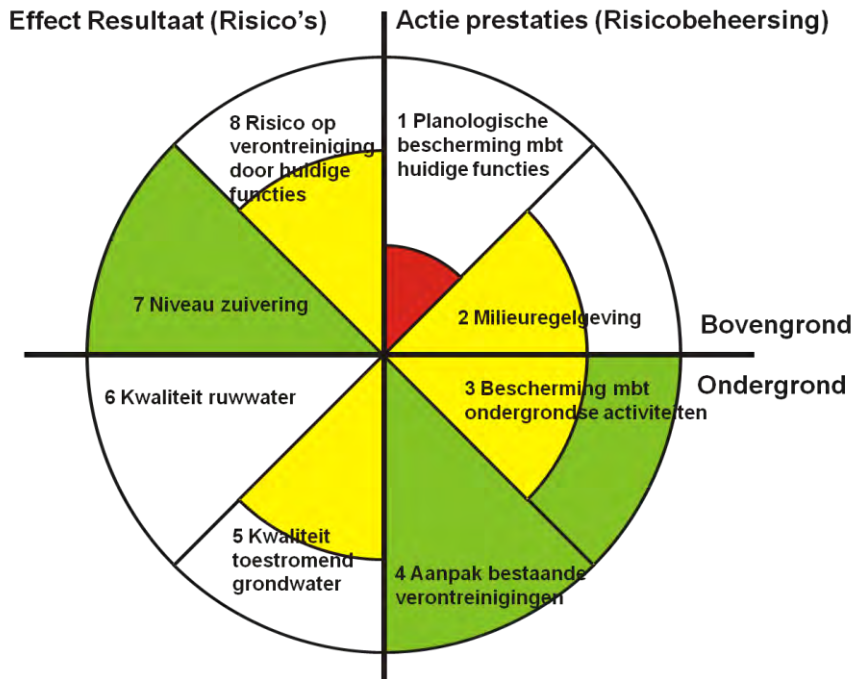 Effect Resultaat (Risico's)
Actie prestaties (Risicobeheersing)
8 Risico op
verontreiniging
door huidige
functies
1 Planologische
bescherming mbt
huidige functies
7 Niveau zuivering
2 Milieuregelgeving
Bovengrond
Ondergrond
6 Kwaliteit ruwwater
3 Bescherming mbt
ondergrondse activiteiten
5 Kwaliteit
toestromend
grondwater
4 Aanpak bestaande
verontreinigingen